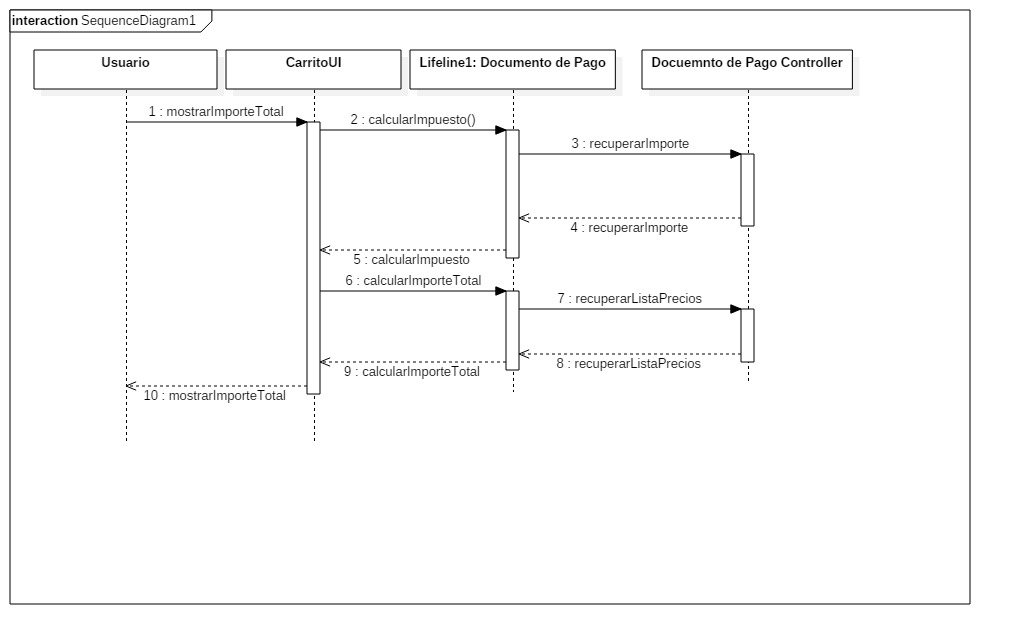 interaction SequenceDiagram1
Usuario
CarritoUI
Lifeline1: Documento de Pago
Docuemnto de Pago Controller
1 : mostrarImporteTotal
2 : calcularImpuesto()
3 : recuperarImporte
4 : recuperarImporte
5 : calcularImpuesto
6 : calcularImporteTotal
7 : recuperarListaPrecios
8 : recuperarListaPrecios
9 : calcularImporteTotal
10 : mostrarImporteTotal